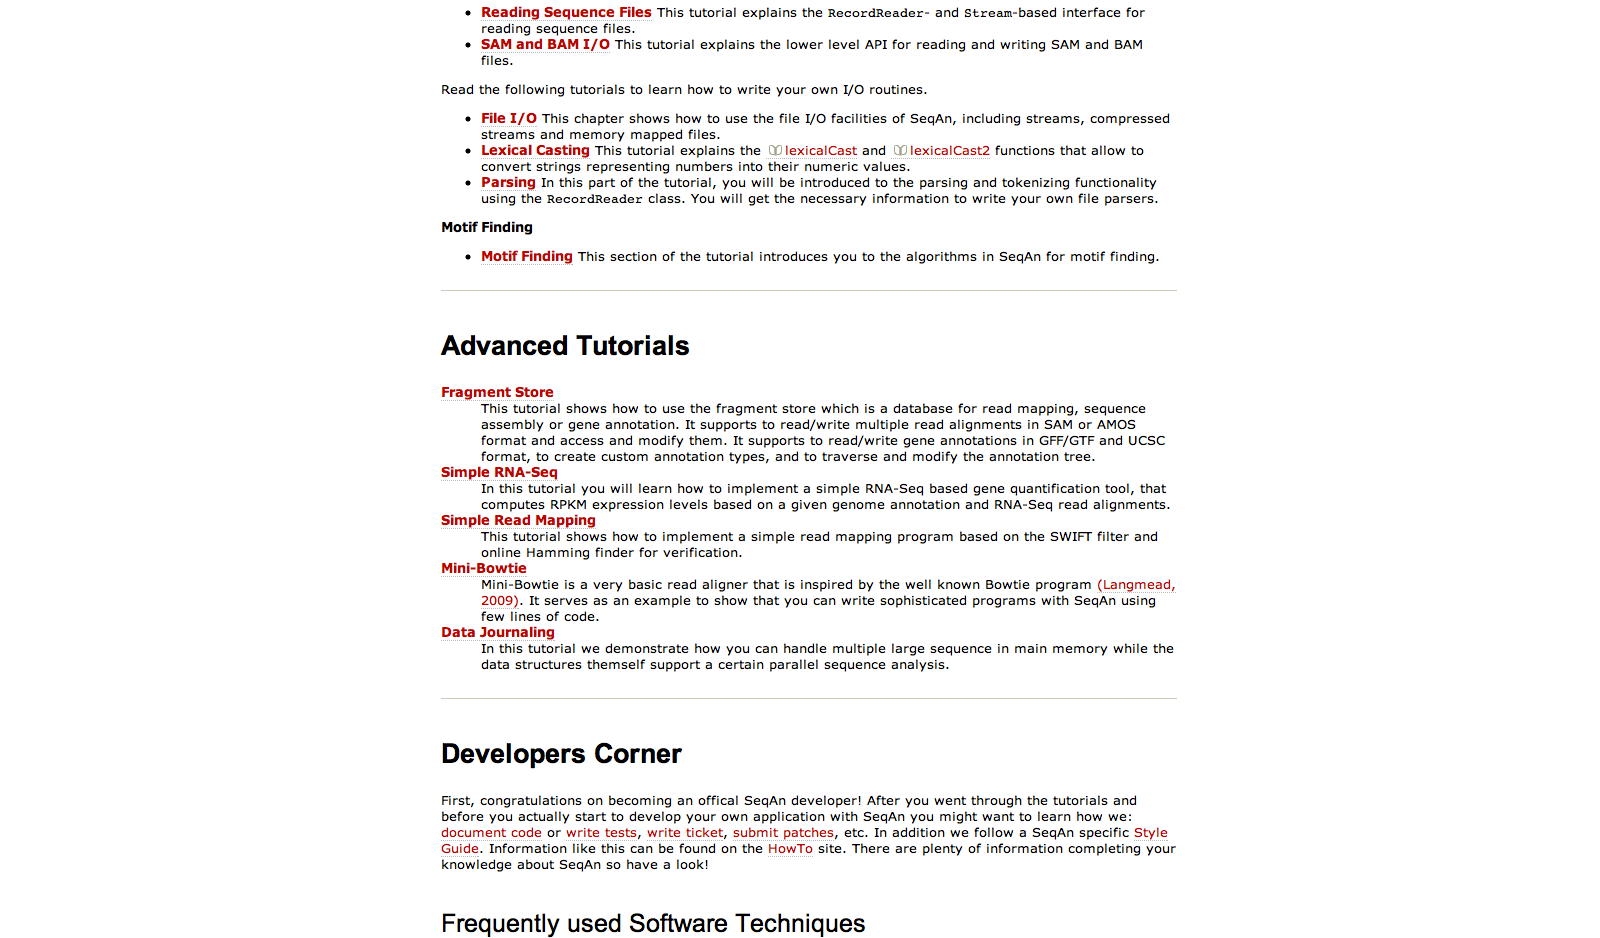 Reading Sequence Files This tutorial explains the RecordReader- and Stream-based interface for
reading sequence files.
SAM and BAM I/O This tutorial explains the lower level API for reading and writing SAM and BAM
files.
Read the following tutorials to learn how to write your own I/O routines.
File I/O This chapter shows how to use the file I/O facilities of SeqAn, including streams, compressed
streams and memory mapped files.
Lexical Casting This tutorial explains the lexicalCast and lexicalCast2 functions that allow to
convert strings representing numbers into their numeric values.
Parsing In this part of the tutorial, you will be introduced to the parsing and tokenizing functionality
using the RecordReader class. You will get the necessary information to write your own file parsers.
Motif Finding
Motif Finding This section of the tutorial introduces you to the algorithms in SeqAn for motif finding.
Advanced Tutorials
Fragment Store
This tutorial shows how to use the fragment store which is a database for read mapping, sequence
assembly or gene annotation. It supports to read/write multiple read alignments in SAM or AMOS
format and access and modify them. It supports to read/write gene annotations in GFF/GTF and UCSC
format, to create custom annotation types, and to traverse and modify the annotation tree.
Simple RNA-Seq
In this tutorial you will learn how to implement a simple RNA-Seq based gene quantification tool, that
computes RPKM expression levels based on a given genome annotation and RNA-Seq read alignments.
Simple Read Mapping
This tutorial shows how to implement a simple read mapping program based on the SWIFT filter and
online Hamming finder for verification.
Mini-Bowtie
Mini-Bowtie is a very basic read aligner that is inspired by the well known Bowtie program (Langmead,
2009). It serves as an example to show that you can write sophisticated programs with SeqAn using
few lines of code.
Data Journaling
In this tutorial we demonstrate how you can handle multiple large sequence in main memory while the
data structures themself support a certain parallel sequence analysis.
Developers Corner
First, congratulations on becoming an offical SeqAn developer! After you went through the tutorials and
before you actually start to develop your own application with SeqAn you might want to learn how we:
document code or write tests, write ticket, submit patches, etc. In addition we follow a SeqAn specific Style
Guide. Information like this can be found on the HowTo site. There are plenty of information completing your
knowledge about SeqAn so have a look!
Frequently used Software Techniques